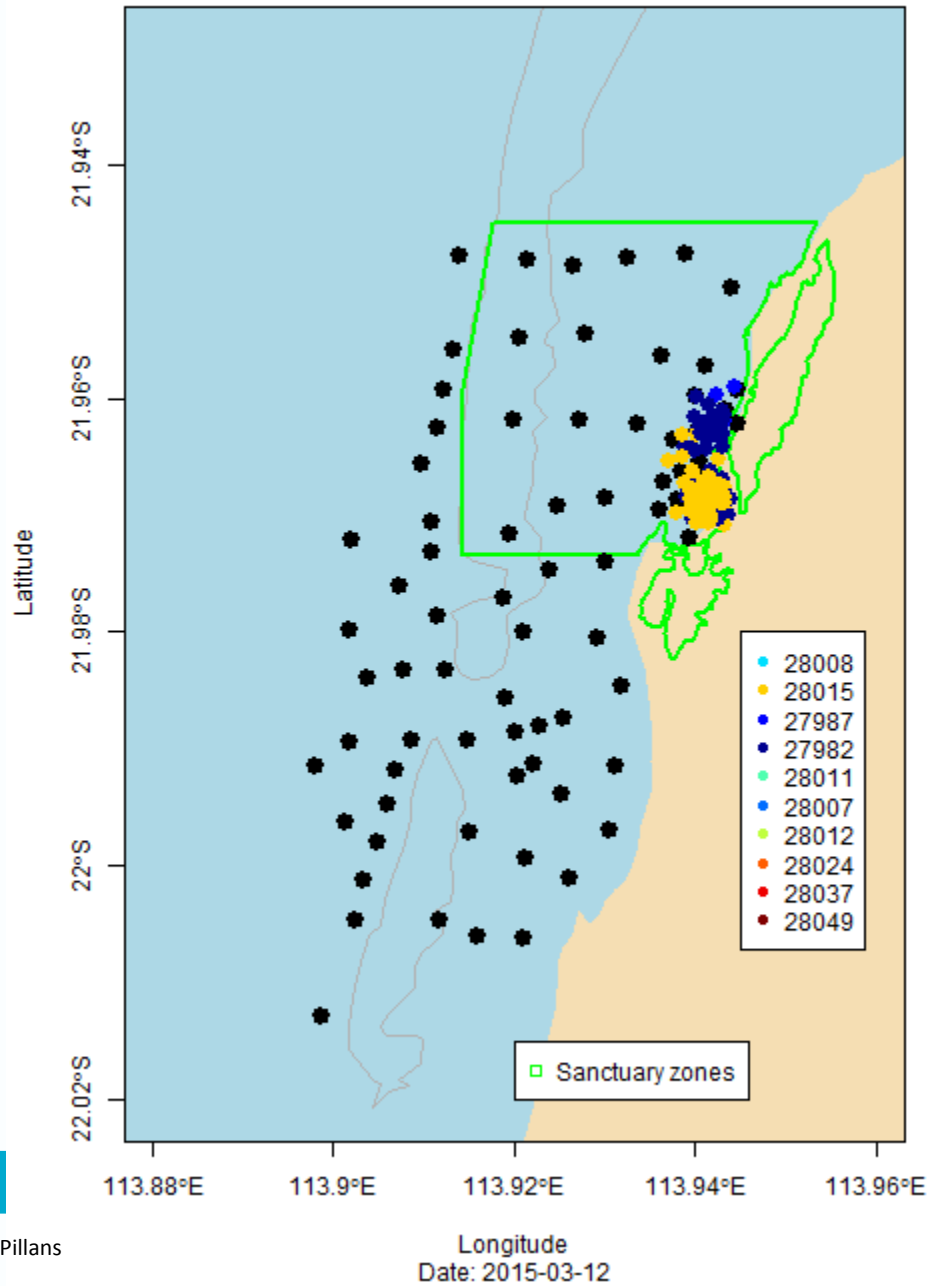 21.94°S
21.96°S
21.98°S
22°S
22.02°S
Latitude
28008
28015
27987
27982
28011
28007
28012
28024
28037
28049
Sanctuary zones
113.88°E 113.9°E 113.92°E 113.94°E 113.96°E
Pillans
Longitude
Date: 2015-03-12